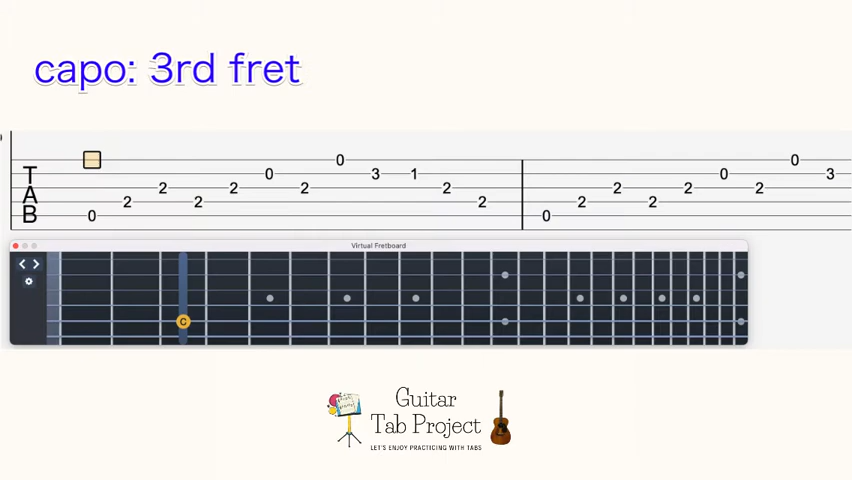 capo: 3rd fret
0
0 3
T 0 1 0 3
A 2 2 2 2 2 2 2
B 2 2 2 2 2
0 0
Virtual Fretboard
C
Guitar
Tab Project
LET'S ENJOY PRACTICING WITH TABS